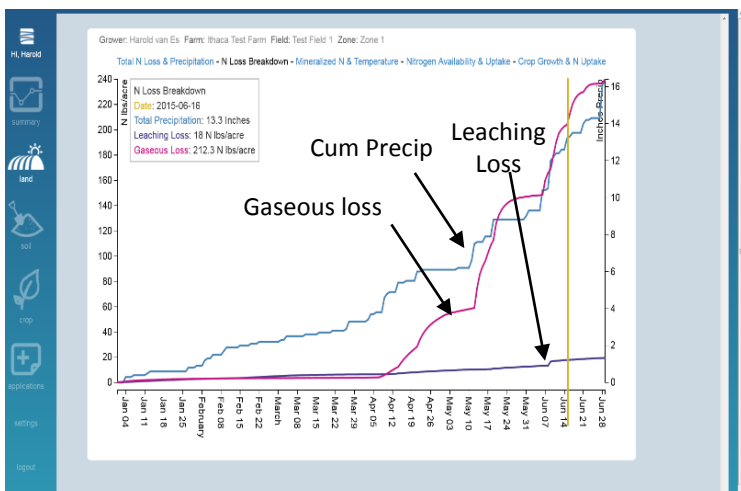 Hi, Harold
summary
land
soil
crop
applications
settings
logout
Grower: Harold van Es Farm: Ithaca Test Farm Field: Test Field 1 Zone: Zone 1
Total N Loss & Precipitation - N Loss Breakdown - Mineralized N & Temperature - Nitrogen Availability & Uptake - Crop Growth & N Uptake
N Loss Breakdown
Date: 2015-06-16
Total Precipitation: 13.3 Inches
Leaching Loss: 18 N lbs/acre
Gaseous Loss: 212.3 N lbs/acre
N lbs/acre
240
220
200
180
160
140
120
100
80
60
40
20
0
Cum Precip
Leaching
Loss
Gaseous loss
Inches Precip
16
14
12
10
8
6
4
2
0
Jan 04
Jan 11
Jan 18
Jan 25
February
Feb 08
Feb 15
Feb 22
March
Mar 08
Mar 15
Mar 22
Mar 29
Apr 05
Apr 12
Apr 19
Apr 26
May 03
May 10
May 17
May 24
May 31
Jun 07
Jun 14
Jun 21
Jun 28